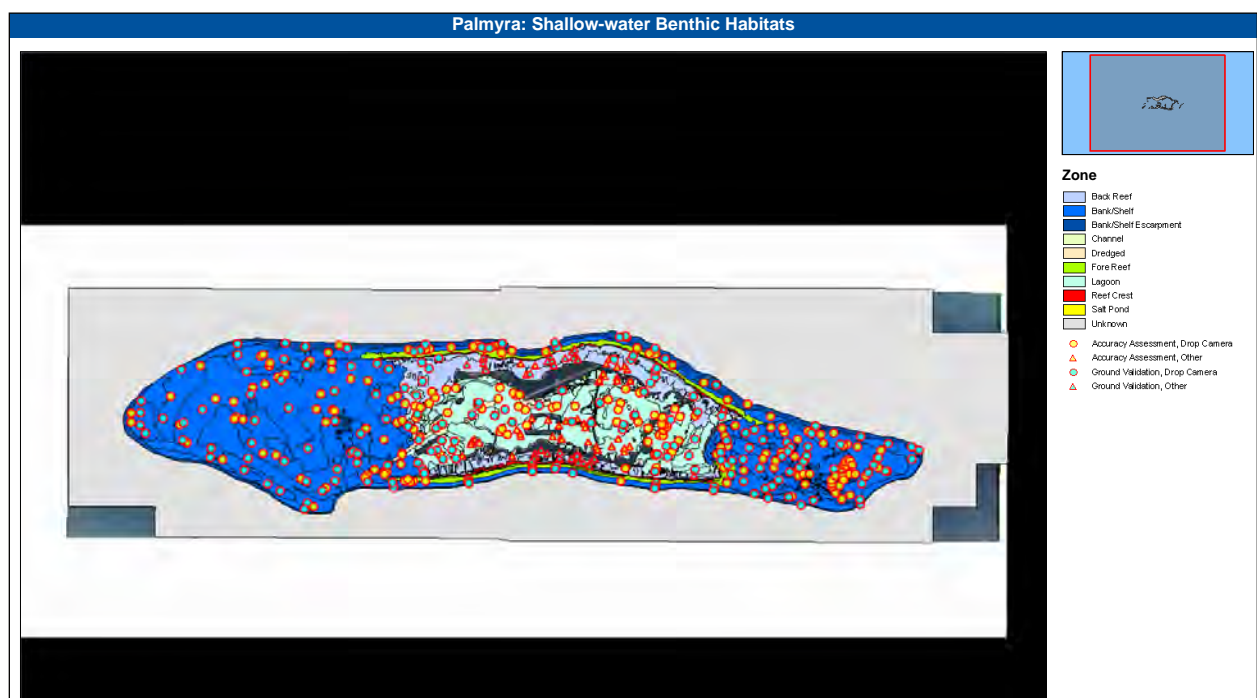 Palmyra: Shallow-water Benthic Habitats
Zone
Back Reef
Bank/Shelf
Bank/Shelf Escarpment
Channel
Dredged
Fore Reef
Lagoon
Reef Crest
Salt Pond
Unknown
Accuracy Assessment, Drop Camera
Accuracy Assessment, Other
Ground Validation, Drop Camera
Ground Validation, Other